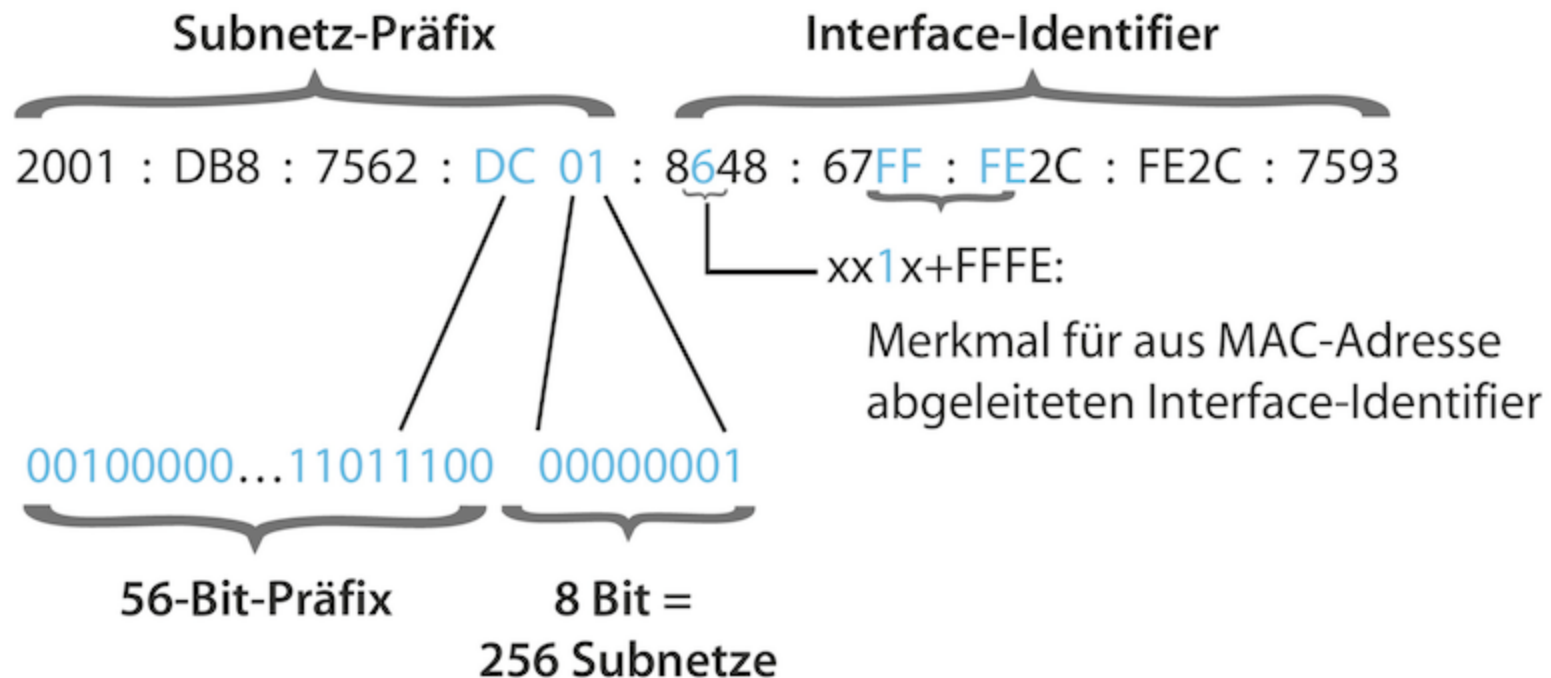 Subnetz-Präfix Interface-Identifier
2001 : DB8 : 7562 : DC 01 : 8648 : 67FF : FE2C : FE2C : 7593
xx1x+FFFE:
Merkmal für aus MAC-Adresse
abgeleiteten Interface-Identifier
00100000...11011100 00000001
56-Bit-Präfix 8 Bit =
256 Subnetze